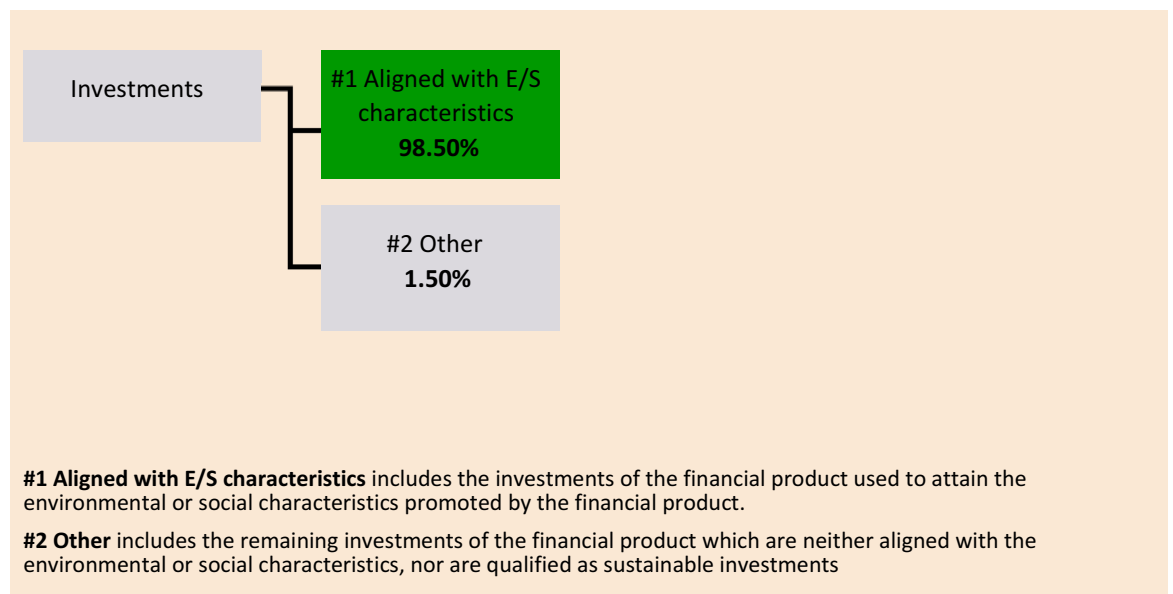 Investments
#1 Aligned with E/S
characteristics
98.50%
#2 Other
1.50%
#1 Aligned with E/S characteristics includes the investments of the financial product used to attain the
environmental or social characteristics promoted by the financial product.
#2 Other includes the remaining investments of the financial product which are neither aligned with the
environmental or social characteristics, nor are qualified as sustainable investments